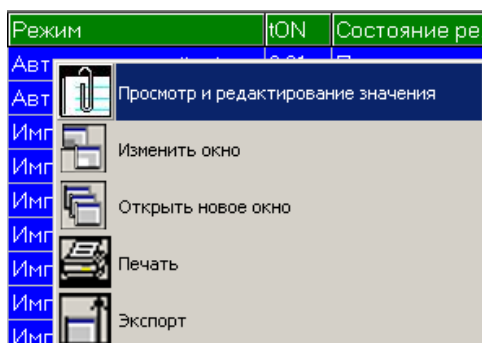 Режим tON Состояние ре
Авт
Авт
Просмотр и редактирование значения
Имп
Изменить окно
Имп
Имп
Открыть новое окно
Имп
Имп
Печать
Имп
Имп
Экспорт
Имп